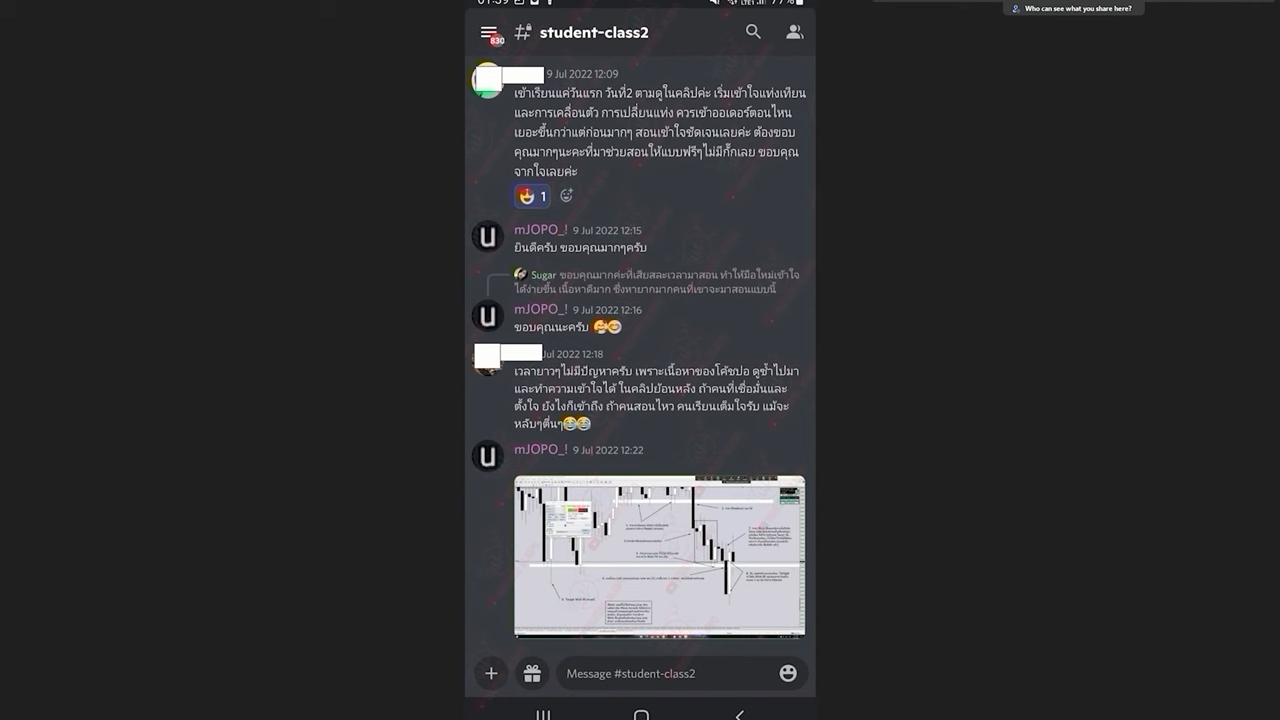 01:39
77%
Who can see what you share here?
830
student-class2
9 Jul 2022 12:09
เข้าเรียนแค่วันแรก วันที่2 ตามดูในคลิปค่ะ เริ่มเข้าใจแท่งเทียน
และการเคลื่อนตัว การเปลี่ยนแท่ง ควรเข้าออเดอร์ตอนไหน
เยอะขึ้นกว่าแต่ก่อนมากๆ สอนเข้าใจชัดเจนเลยค่ะ ต้องขอบ
คุณมากๆนะคะที่มาช่วยสอนให้แบบฟรีๆไม่มีกั๊กเลย ขอบคุณ
จากใจเลยค่ะ
1
mJOPO_! 9 Jul 2022 12:15
ยินดีครับ ขอบคุณมากๆครับ
Sugar ขอบคุณมากค่ะที่เสียสละเวลามาสอน ทำให้มือใหม่เข้าใจ
ได้ง่ายขึ้น เนื้อหาดีมาก ซึ่งหายากมากคนที่เขาจะมาสอนแบบนี้
mJOPO_! 9 Jul 2022 12:16
ขอบคุณนะครับ
Jul 2022 12:18
เวลายาวๆไม่มีปัญหาครับ เพราะเนื้อหาของโค้ชปอ ดูซ้ำไปมา
และทำความเข้าใจได้ ในคลิปย้อนหลัง ถ้าคนที่เชื่อมั่นและ
ตั้งใจ ยังไงก็เข้าถึง ถ้าคนสอนไหว คนเรียนเต็มใจรับ แม้จะ
หลับๆตื่นๆ
mJOPO_! 9 Jul 2022 12:22
Message #student-class2